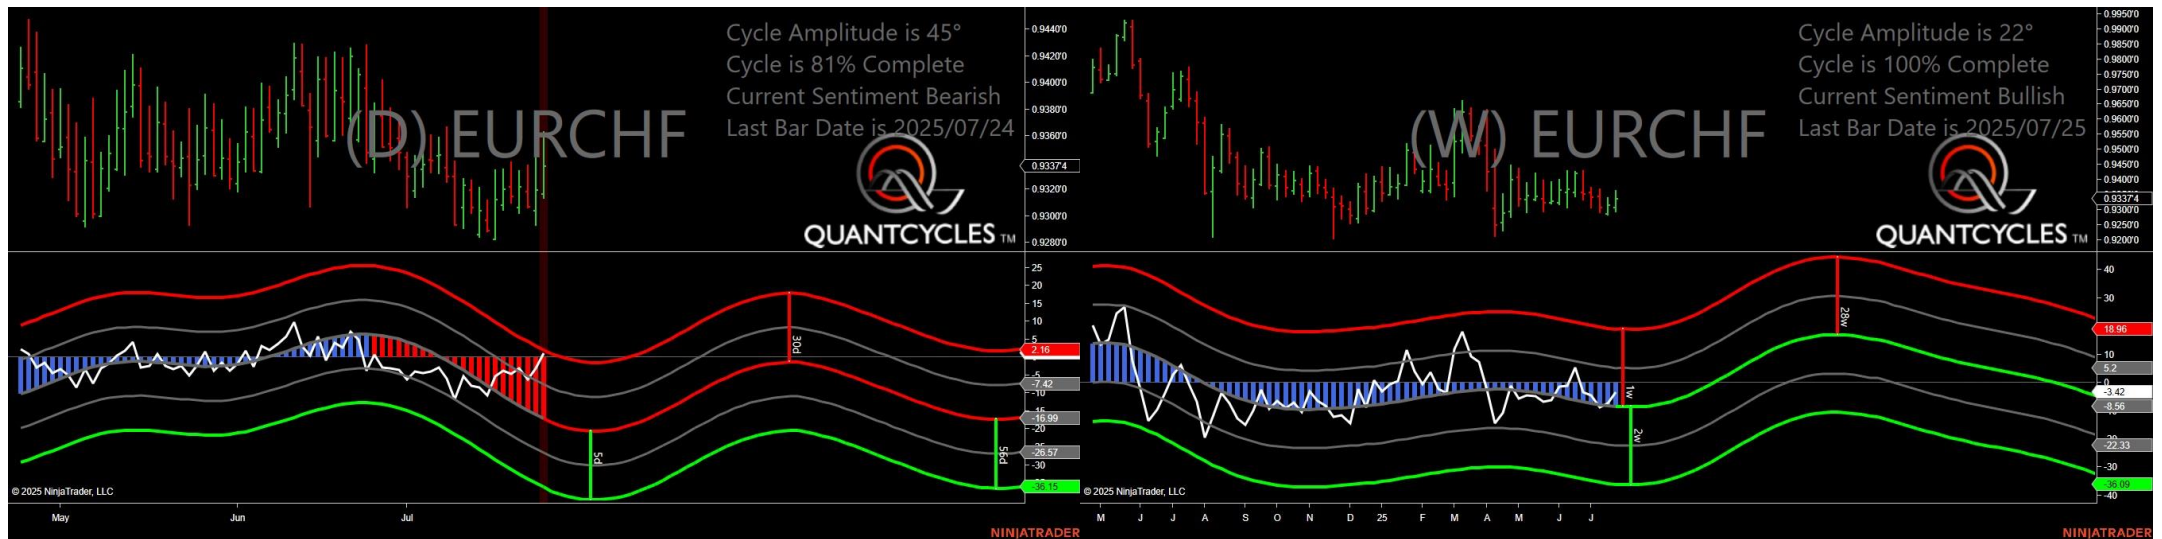 Cycle Amplitude is 45°
Cycle is 81% Complete
Current Sentiment Bearish
Last Bar Date is 2025/07/24
(D) EURCHF
QUANTCYCLES TM
0.9440'0
0.9420'0
0.9400'0
0.9380'0
0.9360'0
0.9337'4
0.9320'0
0.9300'0
0.9280'0
25
20
15
10
5
2.16
-5
-7.42
-10
-16.99
-20
-26.57
-30
-36.15
30d
5d
56d
© 2025 NinjaTrader, LLC
May
Jun
Jul
NINJATRADER
Cycle Amplitude is 22°
Cycle is 100% Complete
Current Sentiment Bullish
Last Bar Date is 2025/07/25
(W) EURCHF
QUANTCYCLES TM
0.9950'0
0.9900'0
0.9850'0
0.9800'0
0.9750'0
0.9700'0
0.9650'0
0.9600'0
0.9550'0
0.9500'0
0.9450'0
0.9400'0
0.9337'4
0.9300'0
0.9250'0
0.9200'0
40
30
18.96
10
5.2
0
-3.42
-8.56
-22.33
-30
-36.09
-40
28w
1w
2w
© 2025 NinjaTrader, LLC
M J J A S O N D 25 F M A M J J
NINJATRADER